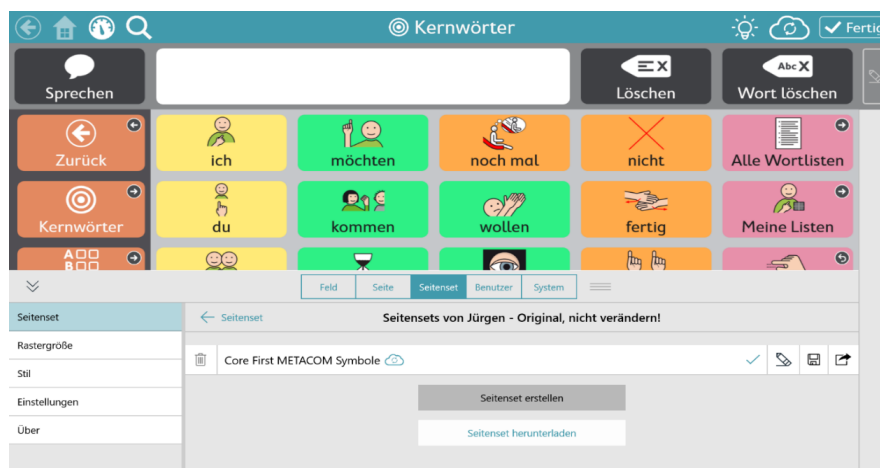 Kernwörter
Fertig
Sprechen
Löschen
Abc X
Wort löschen
Zurück
ich
möchten
noch mal
nicht
Alle Wortlisten
Kernwörter
du
kommen
wollen
fertig
Meine Listen
A
B
Feld Seite Seitenset Benutzer System
Seitenset
Seitenset
Seitensets von Jürgen - Original, nicht verändern!
Rastergröße
Core First METACOM Symbole
Stil
Einstellungen
Seitenset erstellen
Über
Seitenset herunterladen